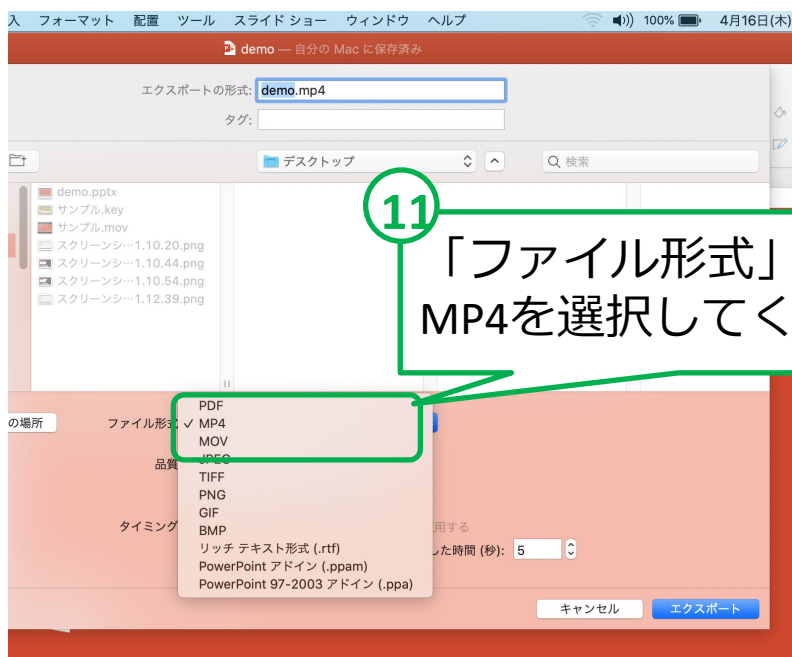 入 フォーマット 配置 ツール スライド ショー ウィンドウ ヘルプ 100% 4月16日(木)
demo — 自分の Mac に保存済み
エクスポートの形式: demo.mp4
タグ:
デスクトップ 検索
demo.pptx
サンプル.key
サンプル.mov
スクリーンシ…1.10.20.png
スクリーンシ…1.10.44.png
スクリーンシ…1.10.54.png
スクリーンシ…1.12.39.png
11
「ファイル形式」
MP4を選択してく
PDF
の場所 ファイル形式 ✓ MP4
MOV
品質 JPEG
TIFF
PNG
GIF
タイミング BMP 用する
リッチ テキスト形式 (.rtf) した時間 (秒): 5
PowerPoint アドイン (.ppam)
PowerPoint 97-2003 アドイン (.ppa)
キャンセル エクスポート